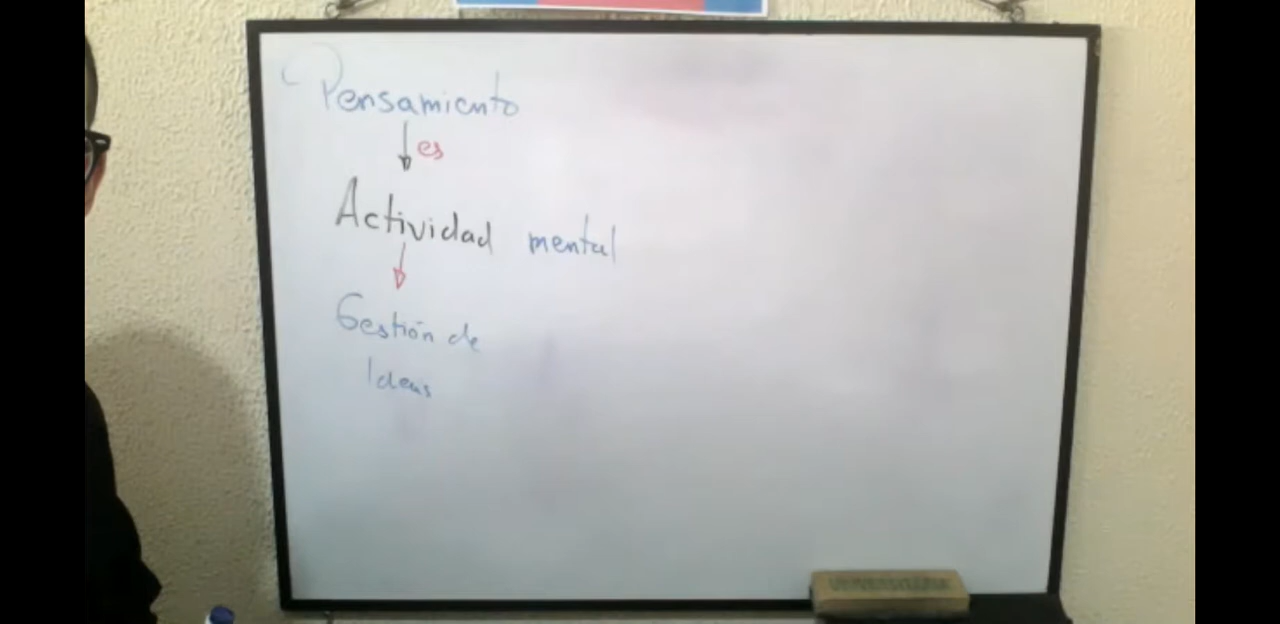 Pensamiento
es
Actividad mental
Gestión de
Ideas